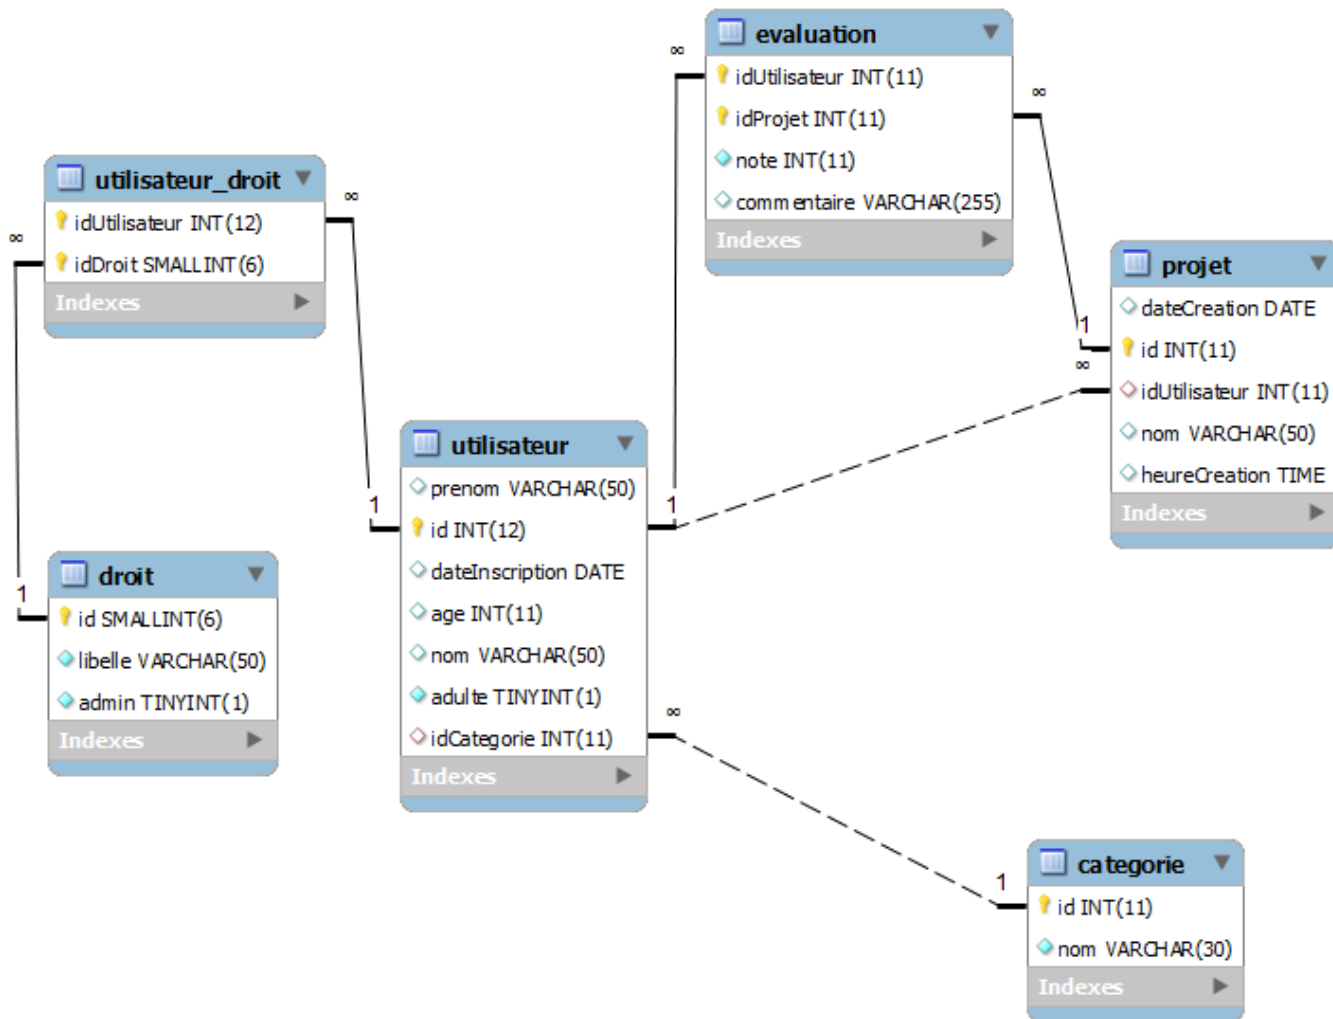 evaluation
idUtilisateur INT(11)
idProjet INT(11)
note INT(11)
commentaire VARCHAR(255)
Indexes
∞
∞
utilisateur_droit
idUtilisateur INT(12)
idDroit SMALLINT(6)
Indexes
∞
∞
projet
dateCreation DATE
id INT(11)
idUtilisateur INT(11)
nom VARCHAR(50)
heureCreation TIME
Indexes
1
∞
utilisateur
prenom VARCHAR(50)
id INT(12)
dateInscription DATE
age INT(11)
nom VARCHAR(50)
adulte TINYINT(1)
idCategorie INT(11)
Indexes
1
1
∞
droit
id SMALLINT(6)
libelle VARCHAR(50)
admin TINYINT(1)
Indexes
1
categorie
id INT(11)
nom VARCHAR(30)
Indexes
1